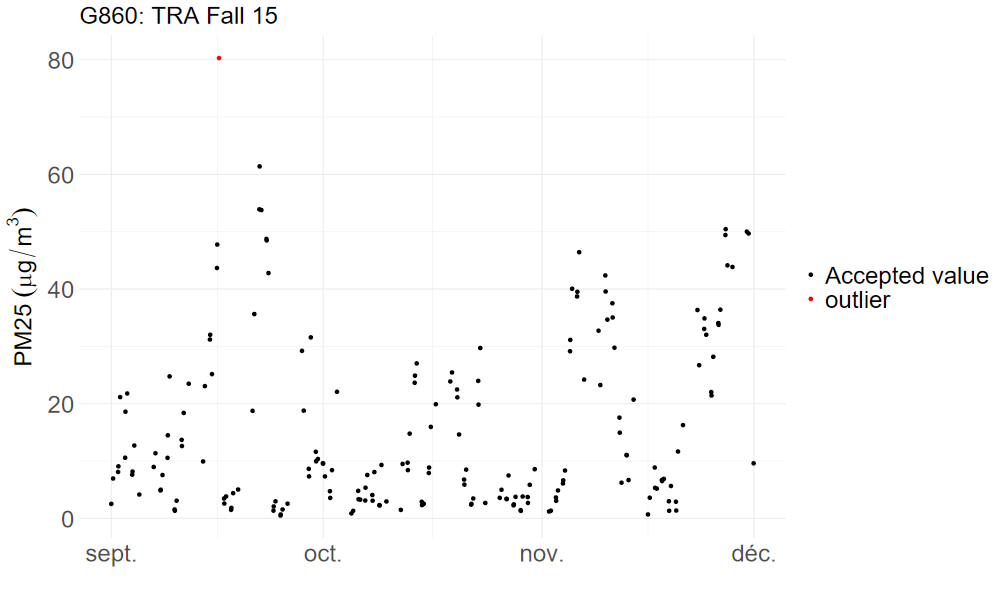 G860: TRA Fall 15
PM25 (μg/m³)
80
60
40
20
0
sept.
oct.
nov.
déc.
Accepted value
outlier